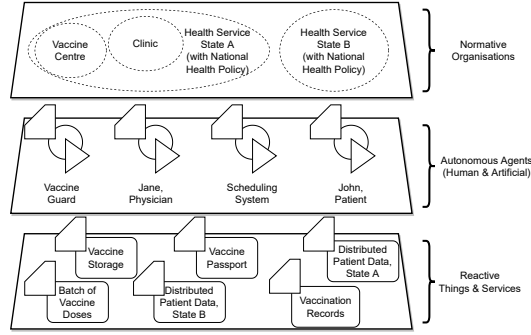 Vaccine
Centre
Clinic
Health Service
State A
(with National
Health Policy)
Health Service
State B
(with National
Health Policy)
Normative
Organisations
Vaccine
Guard
Jane,
Physician
Scheduling
System
John,
Patient
Autonomous Agents
(Human & Artificial)
Vaccine
Storage
Vaccine
Passport
Distributed
Patient Data,
State A
Batch of
Vaccine
Doses
Distributed
Patient Data,
State B
Vaccination
Records
Reactive
Things & Services